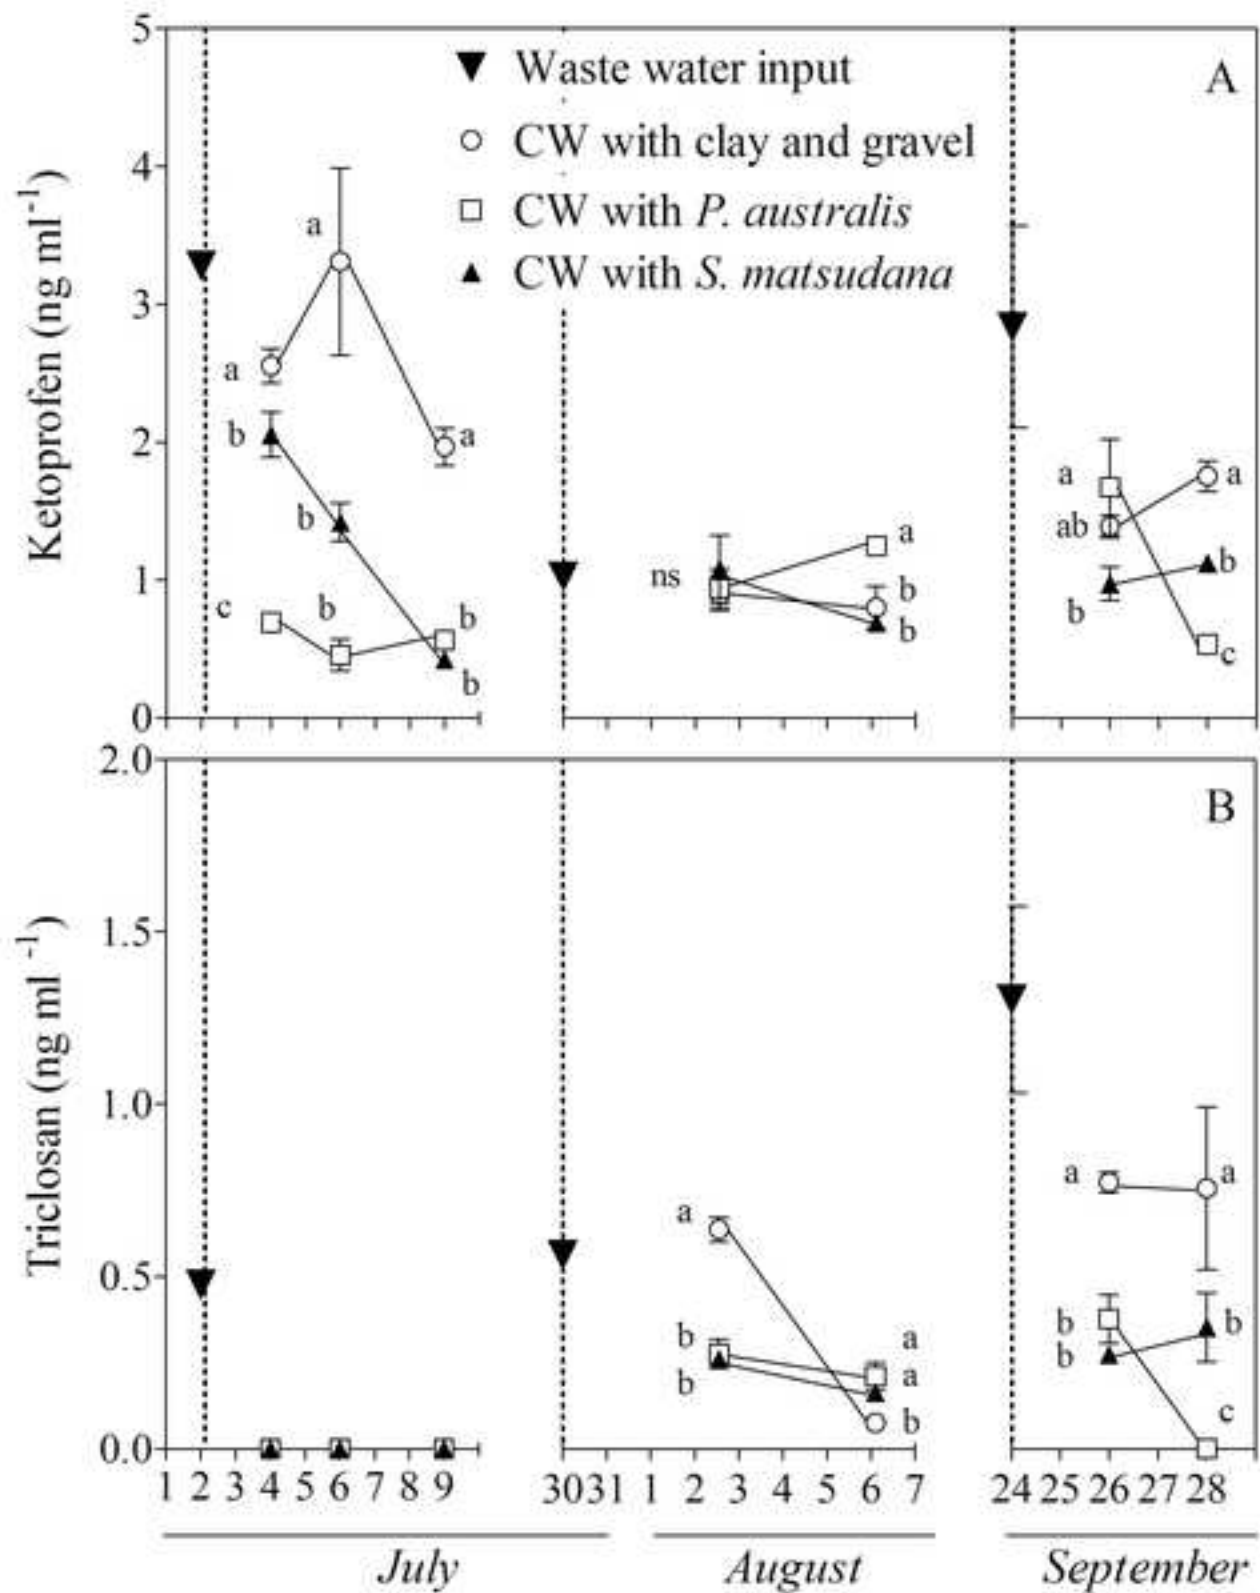 5
A
▼ Waste water input
○ CW with clay and gravel
□ CW with P. australis
▲ CW with S. matsudana
4
3
2
1
0
Ketoprofen (ng ml⁻¹)
a
a
a
b
b
b
c
b
b
ns
a
b
b
a
ab
b
a
b
c
2.0
B
1.5
1.0
0.5
0.0
Triclosan (ng ml ⁻¹)
a
b
b
a
a
b
a
b
b
a
b
c
1 2 3 4 5 6 7 8 9 30 31 1 2 3 4 5 6 7 24 25 26 27 28
July August September